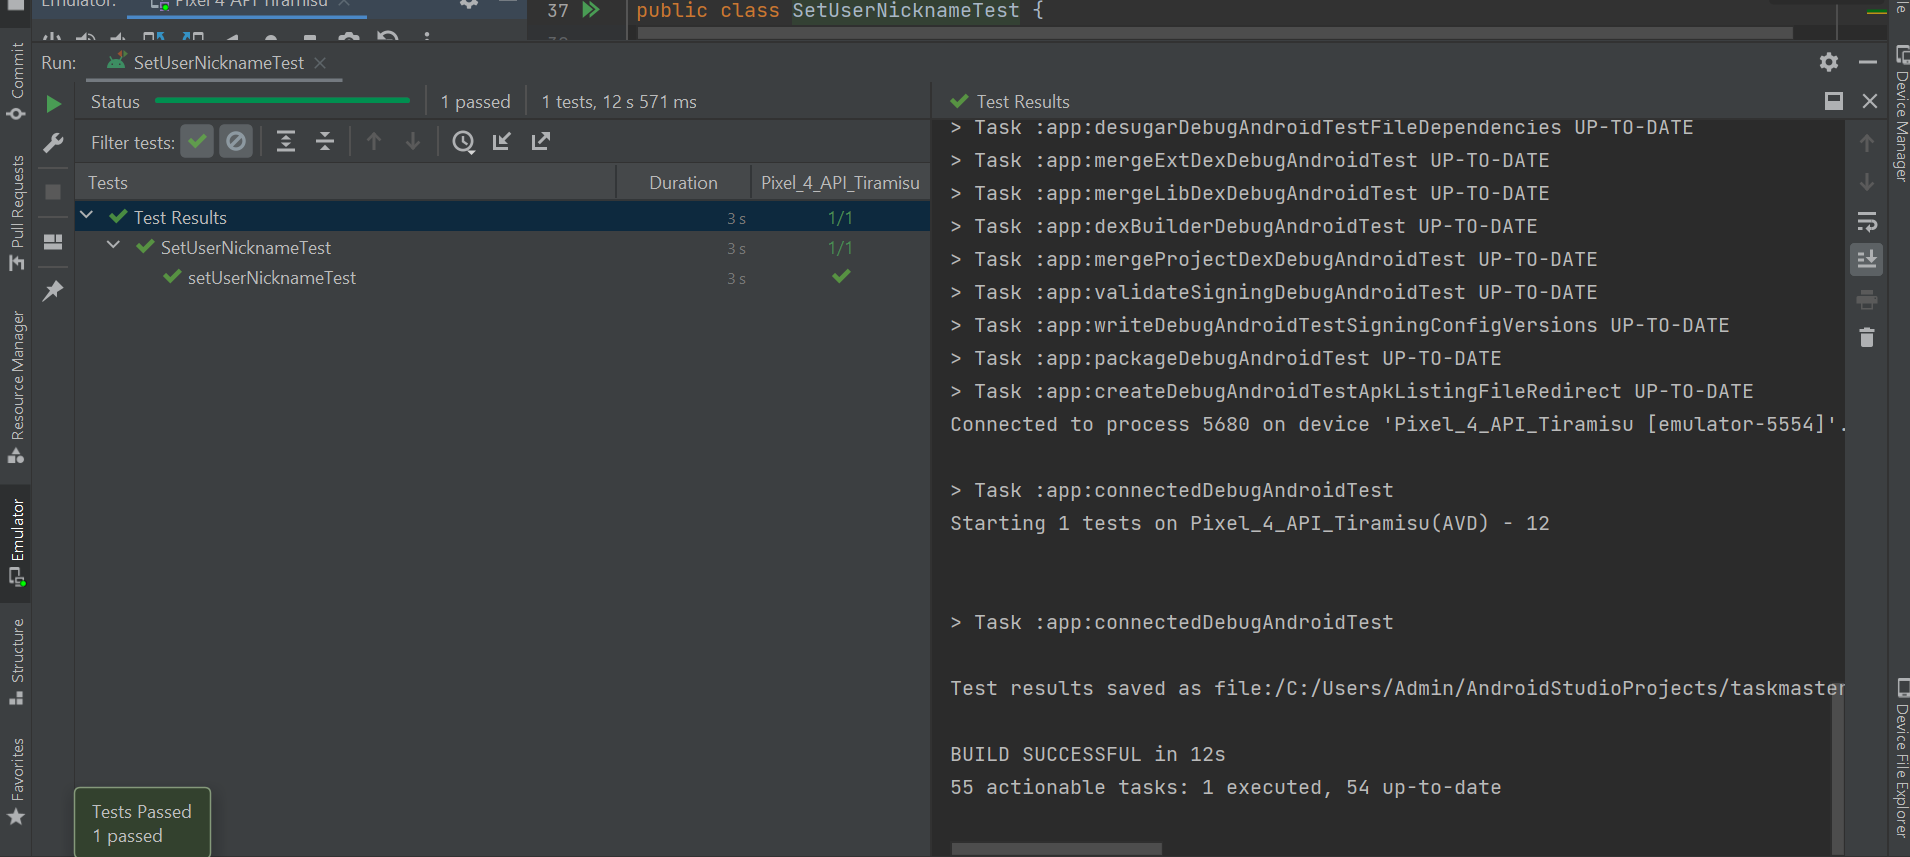 Emulator: Pixel 4 API Tiramisu
37 public class SetUserNicknameTest {
Run: SetUserNicknameTest
Status 1 passed 1 tests, 12 s 571 ms
Filter tests:
Tests Duration Pixel_4_API_Tiramisu
Test Results 3 s 1/1
SetUserNicknameTest 3 s 1/1
setUserNicknameTest 3 s
Test Results
> Task :app:desugarDebugAndroidTestFileDependencies UP-TO-DATE
> Task :app:mergeExtDexDebugAndroidTest UP-TO-DATE
> Task :app:mergeLibDexDebugAndroidTest UP-TO-DATE
> Task :app:dexBuilderDebugAndroidTest UP-TO-DATE
> Task :app:mergeProjectDexDebugAndroidTest UP-TO-DATE
> Task :app:validateSigningDebugAndroidTest UP-TO-DATE
> Task :app:writeDebugAndroidTestSigningConfigVersions UP-TO-DATE
> Task :app:packageDebugAndroidTest UP-TO-DATE
> Task :app:createDebugAndroidTestApkListingFileRedirect UP-TO-DATE
Connected to process 5680 on device 'Pixel_4_API_Tiramisu [emulator-5554]'.
> Task :app:connectedDebugAndroidTest
Starting 1 tests on Pixel_4_API_Tiramisu(AVD) - 12
> Task :app:connectedDebugAndroidTest
Test results saved as file:/C:/Users/Admin/AndroidStudioProjects/taskmaster
BUILD SUCCESSFUL in 12s
55 actionable tasks: 1 executed, 54 up-to-date
Tests Passed
1 passed
Commit
Pull Requests
Resource Manager
Emulator
Structure
Favorites
Device Manager
Device File Explorer